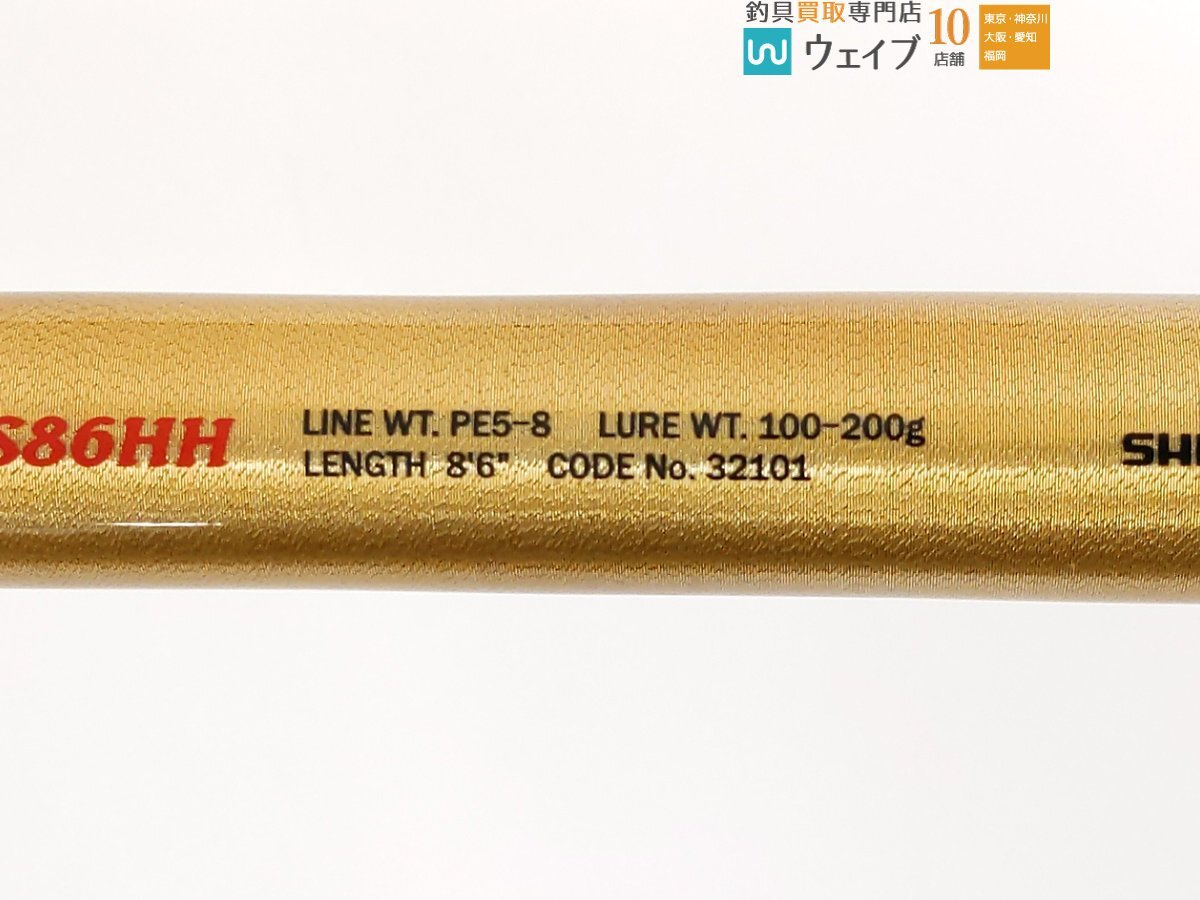 釣具買取専門店
ウェイブ
10
店舗
東京・神奈川
大阪・愛知
福岡
S86HH
LINE WT. PE5-8 LURE WT. 100-200g
LENGTH 8'6" CODE No. 32101